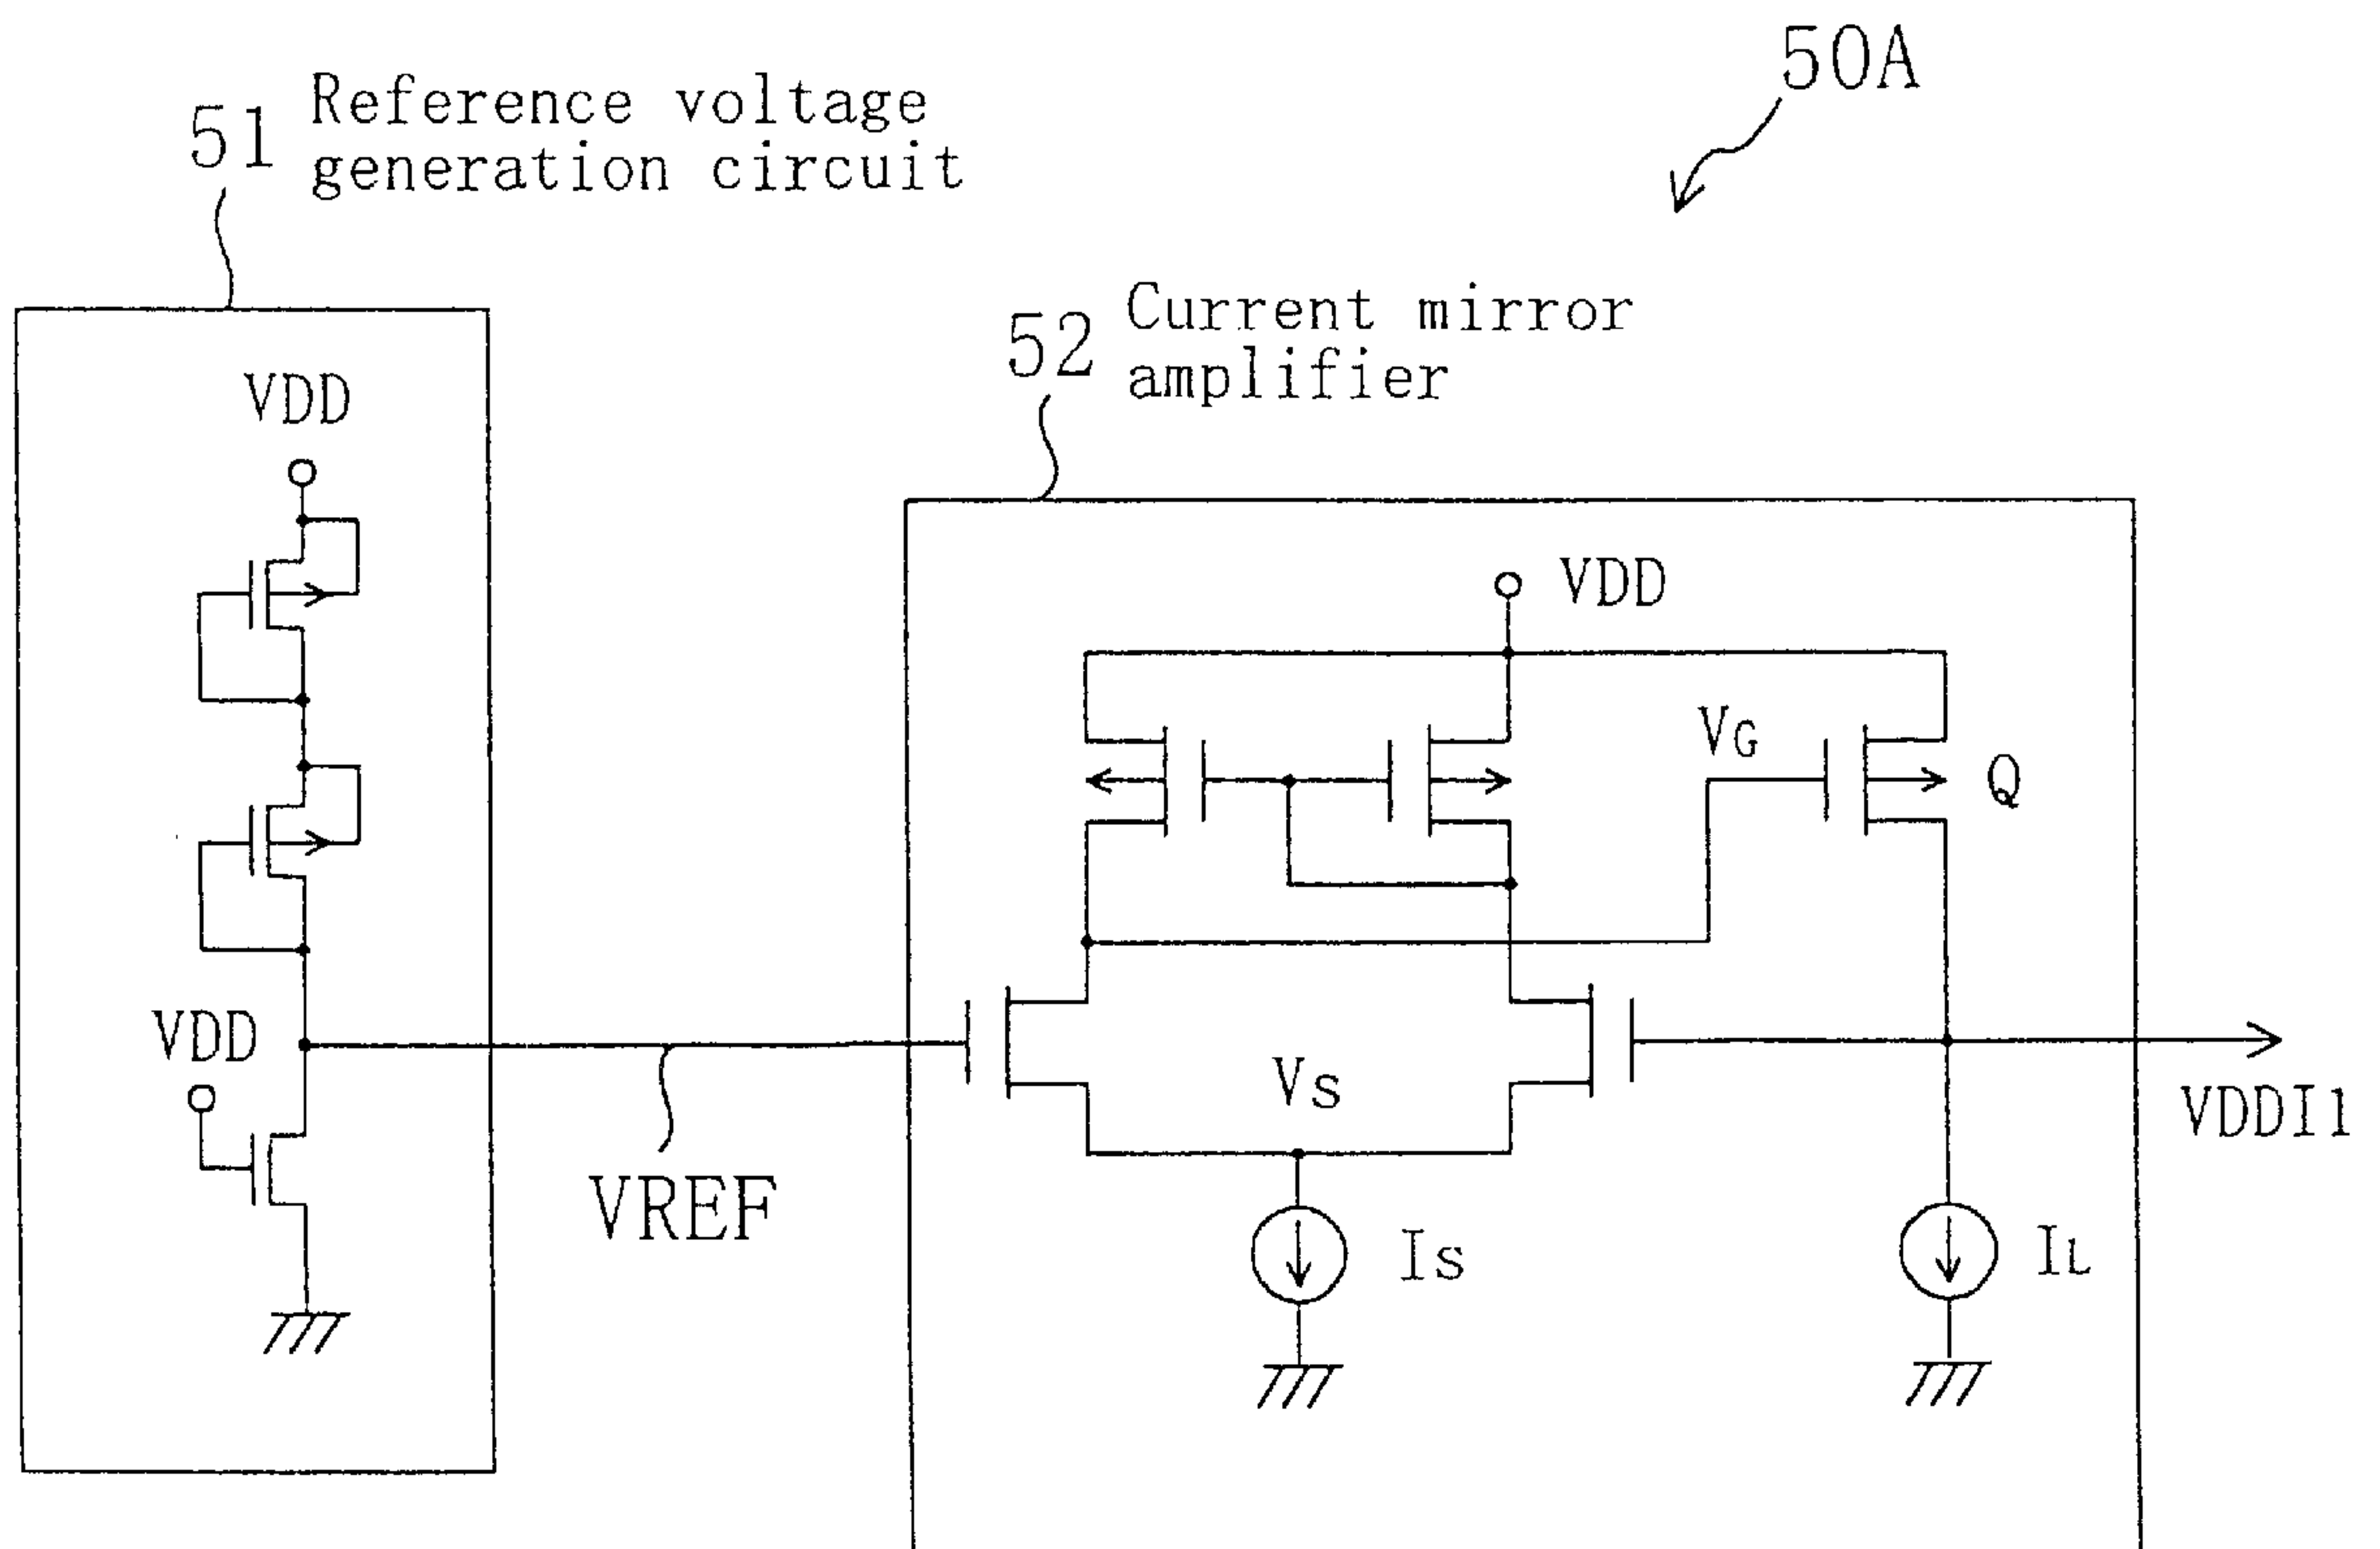 50A
51 Reference voltage
generation circuit
52 Current mirror
amplifier
VDD
VDD
VG
Q
VDD
VS
VREF
VDDI1
IS
IL